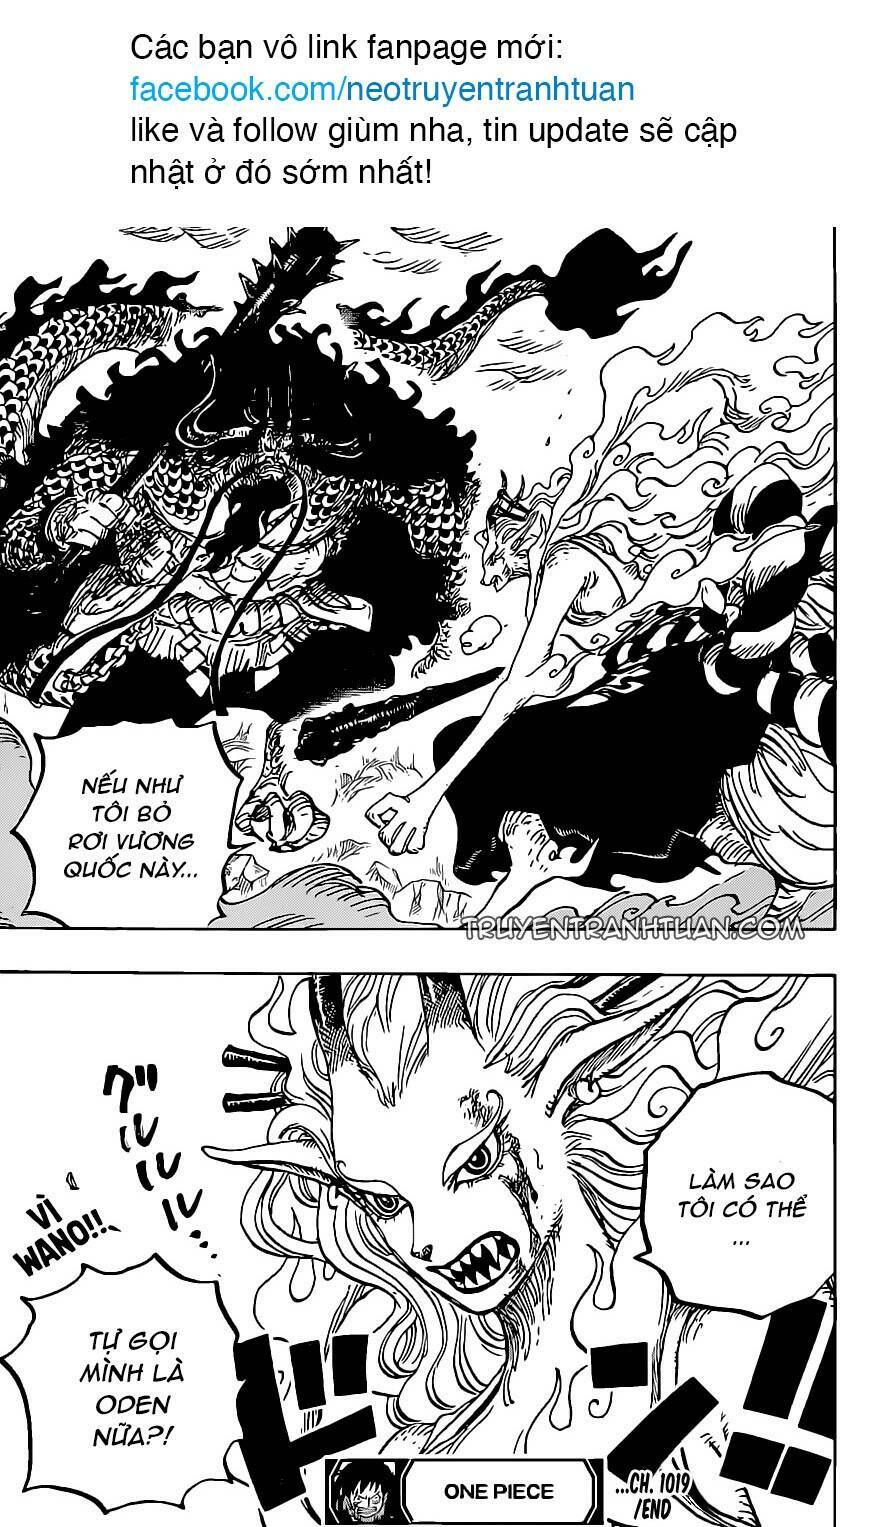 Các bạn vô link fanpage mới:
facebook.com/neotruyentranhtuan
like và follow giùm nha, tin update sẽ cập
nhật ở đó sớm nhất!
NẾU NHƯ
TÔI BỎ
RƠI VƯƠNG
QUỐC NÀY...
TRUYENTRANHTUAN.COM
グルルルル...
LÀM SAO
TÔI CÓ THỂ
...
VÌ
WANO!!
TỰ GỌI
MÌNH LÀ
ODEN
NỮA?!
ドン!!
ONE PIECE
...CH. 1019
/END